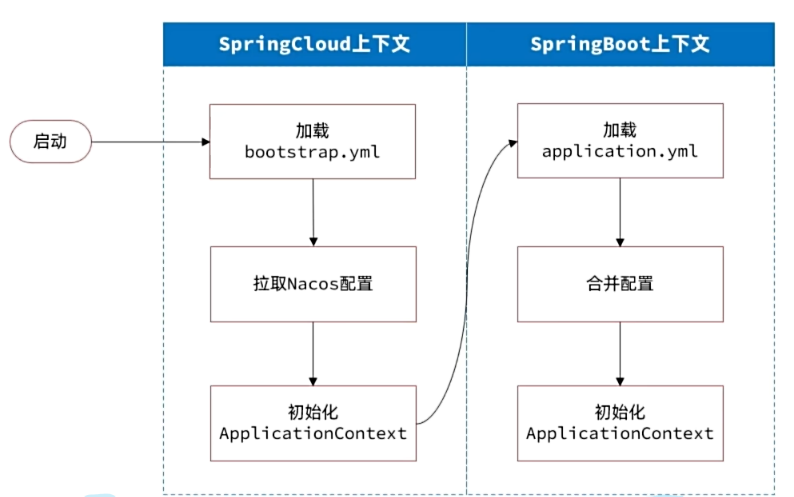 SpringCloud上下文
SpringBoot上下文
启动
加载
bootstrap.yml
拉取Nacos配置
初始化
ApplicationContext
加载
application.yml
合并配置
初始化
ApplicationContext